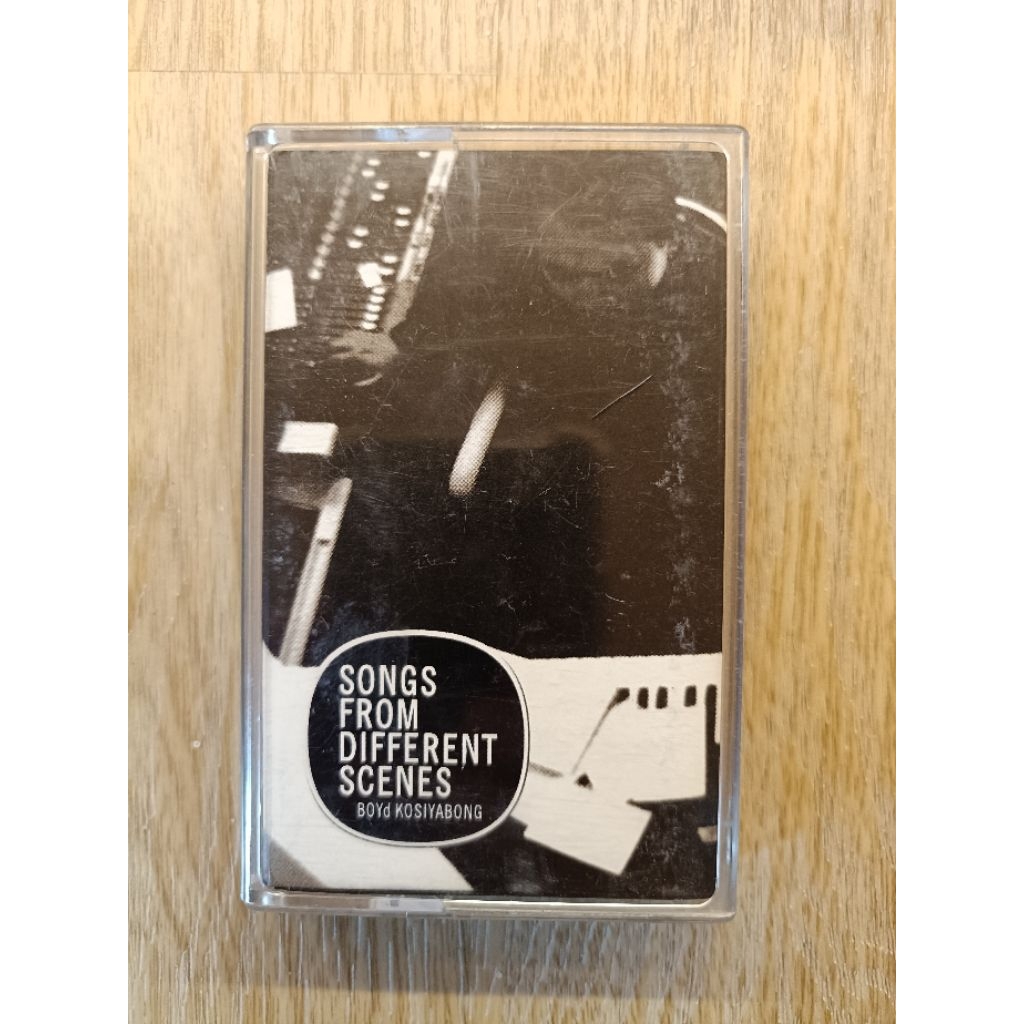 SONGS
FROM
DIFFERENT
SCENES
BOYd KOSIYABONG